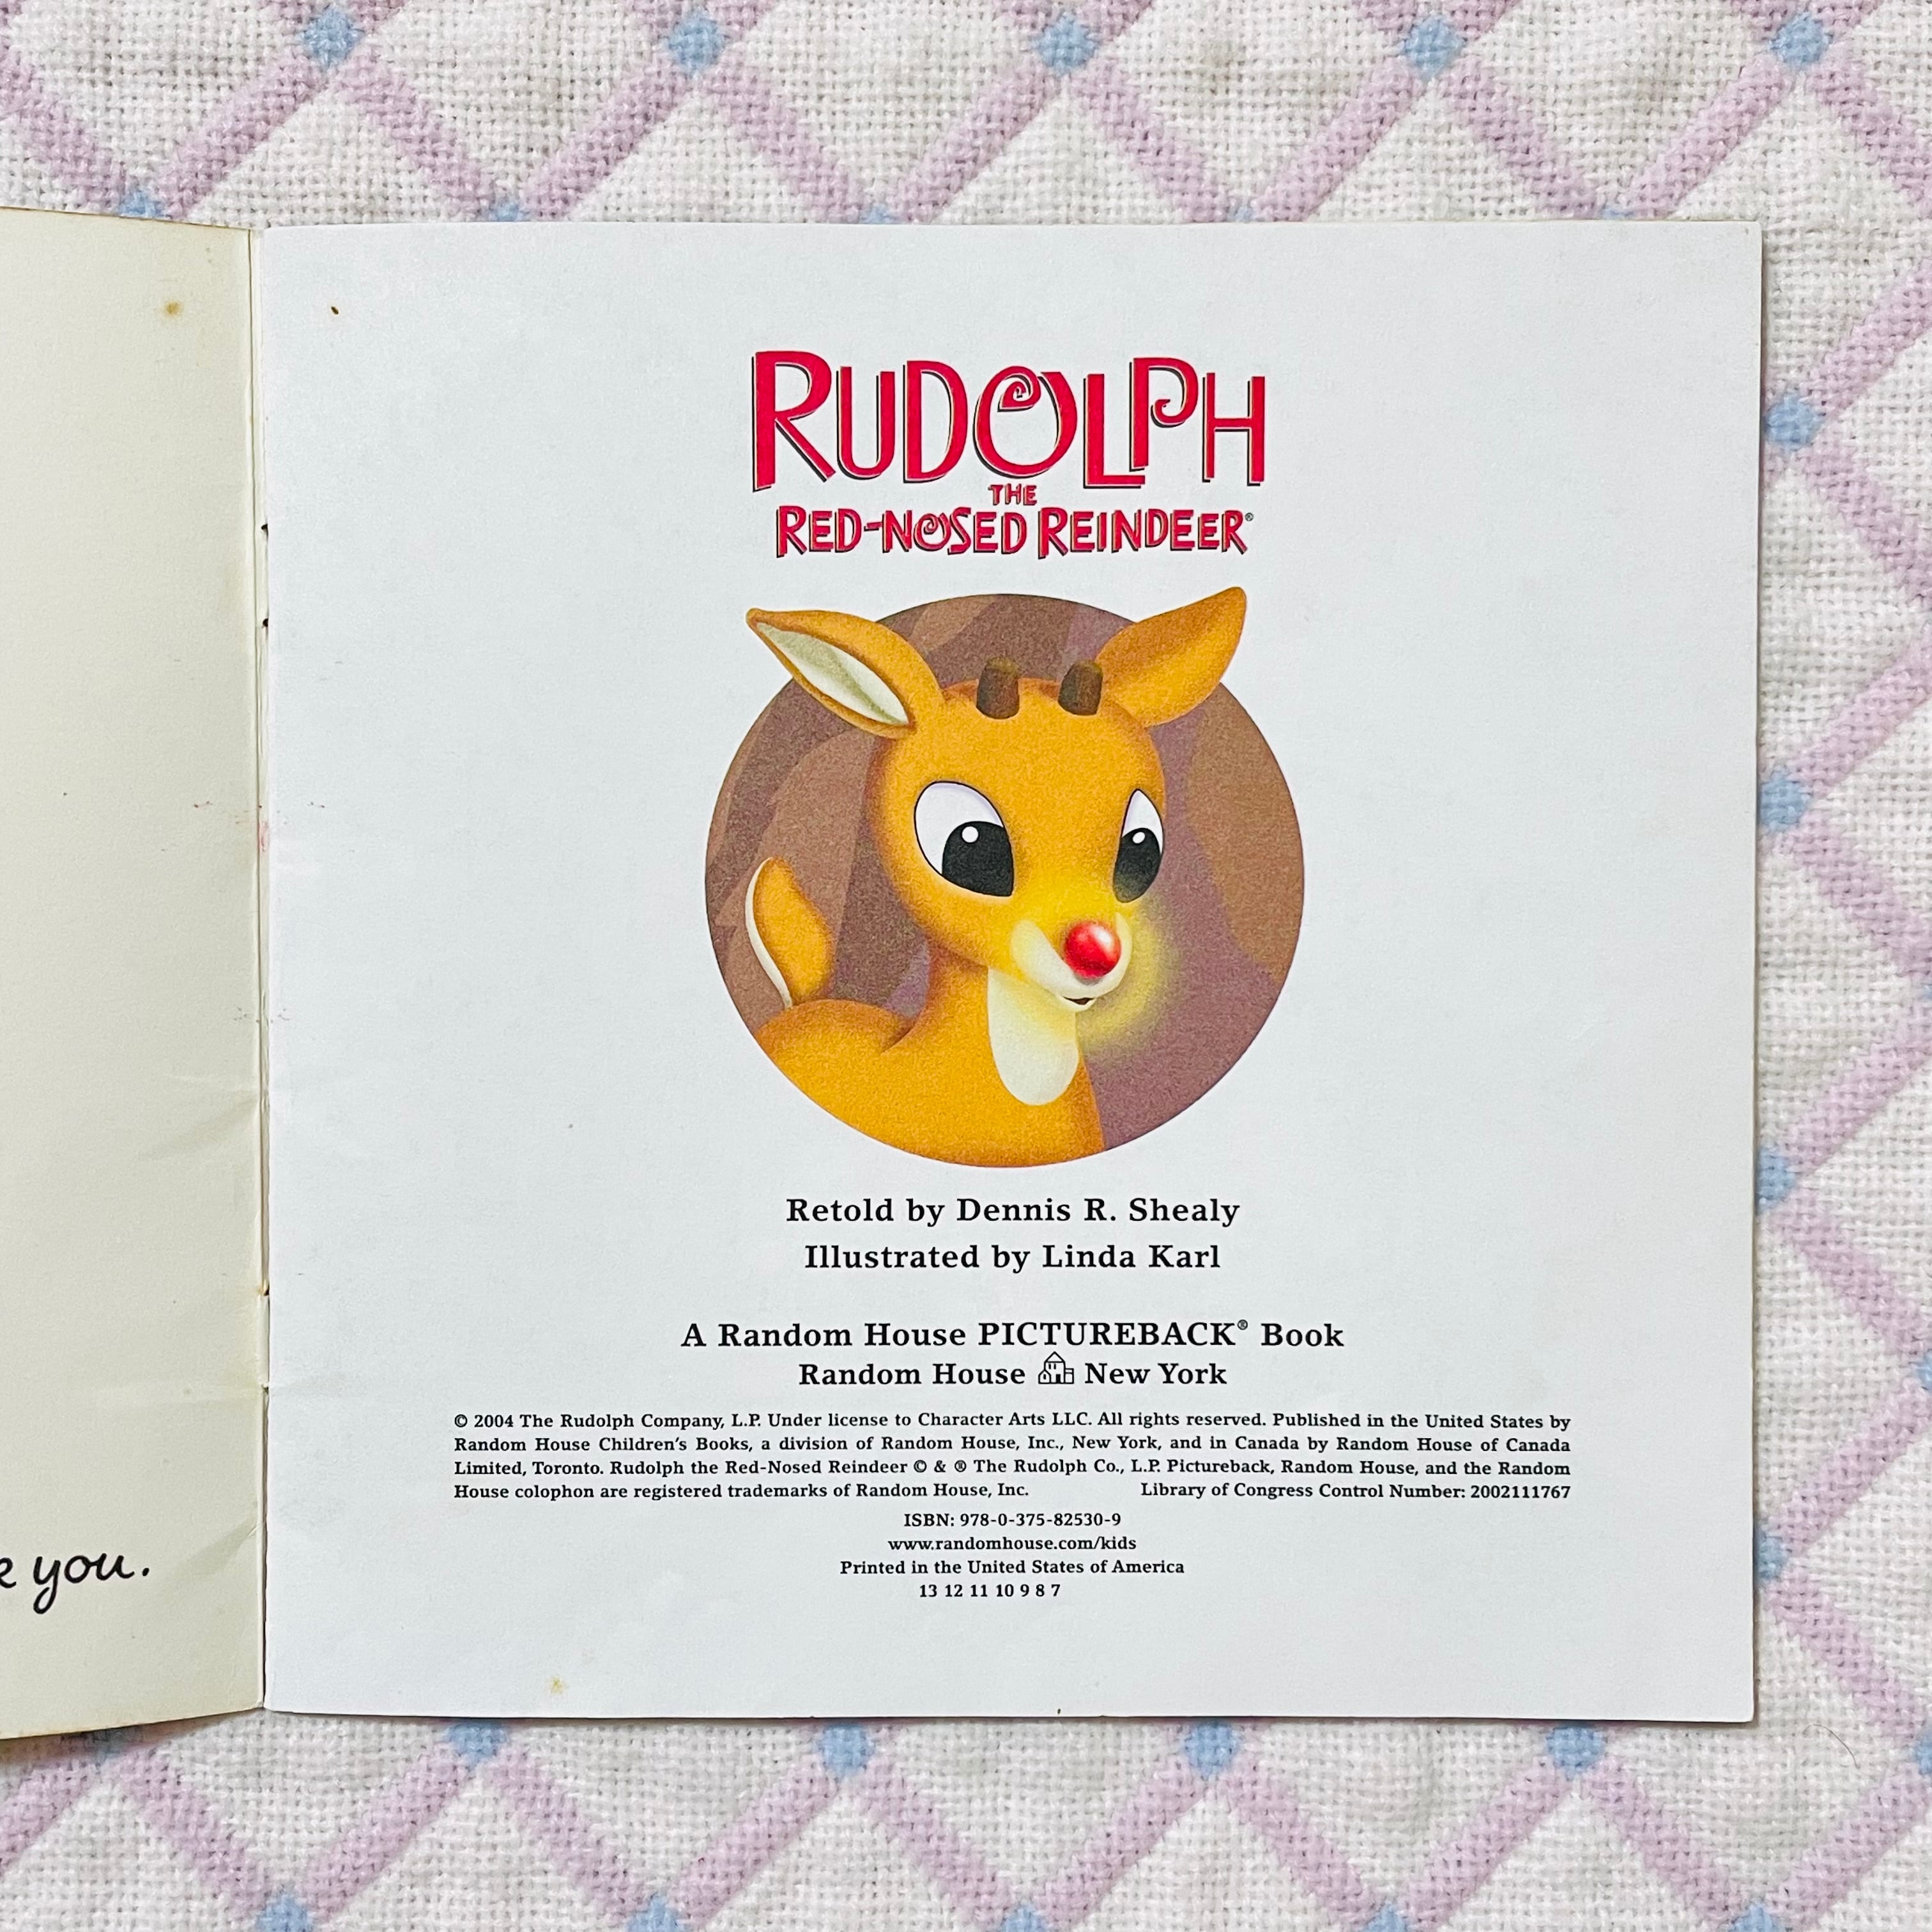 RUDOLPH
THE
RED-NOSED REINDEER®
Retold by Dennis R. Shealy
Illustrated by Linda Karl
A Random House PICTUREBACK® Book
Random House New York
© 2004 The Rudolph Company, L.P. Under license to Character Arts LLC. All rights reserved. Published in the United States by
Random House Children's Books, a division of Random House, Inc., New York, and in Canada by Random House of Canada
Limited, Toronto. Rudolph the Red-Nosed Reindeer © & ® The Rudolph Co., L.P. Pictureback, Random House, and the Random
House colophon are registered trademarks of Random House, Inc. Library of Congress Control Number: 2002111767
ISBN: 978-0-375-82530-9
www.randomhouse.com/kids
Printed in the United States of America
13 12 11 10 9 8 7
you.